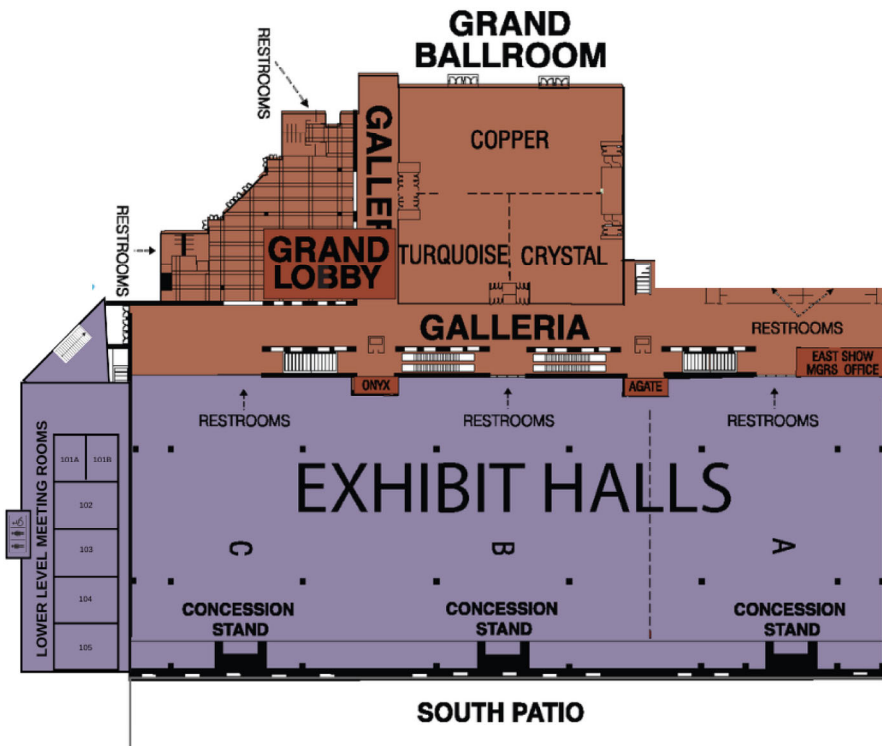 GRAND
BALLROOM
RESTROOMS
GALLER
COPPER
RESTROOMS
GRAND
LOBBY
TURQUOISE
CRYSTAL
GALLERIA
RESTROOMS
EAST SHOW
MGRS OFFICE
ONYX
AGATE
RESTROOMS
RESTROOMS
RESTROOMS
LOWER LEVEL MEETING ROOMS
101A
101B
102
103
104
105
EXHIBIT HALLS
C
B
A
CONCESSION
STAND
CONCESSION
STAND
CONCESSION
STAND
SOUTH PATIO